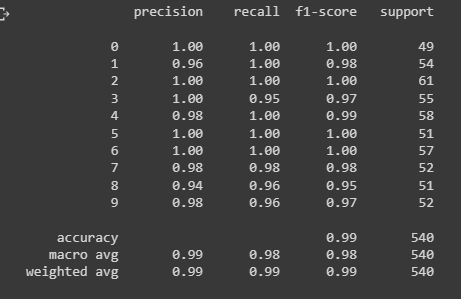 precision recall f1-score support
0 1.00 1.00 1.00 49
1 0.96 1.00 0.98 54
2 1.00 1.00 1.00 61
3 1.00 0.95 0.97 55
4 0.98 1.00 0.99 58
5 1.00 1.00 1.00 51
6 1.00 1.00 1.00 57
7 0.98 0.98 0.98 52
8 0.94 0.96 0.95 51
9 0.98 0.96 0.97 52
accuracy 0.99 540
macro avg 0.99 0.98 0.98 540
weighted avg 0.99 0.99 0.99 540